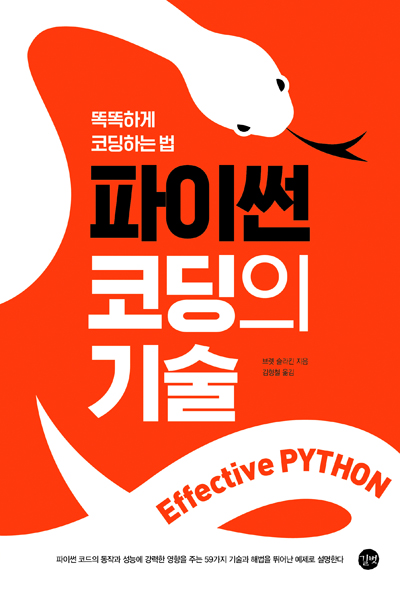 똑똑하게
코딩하는 법
파이썬
코딩의
기술
브렛 슬라킨 지음
김형철 옮김
Effective PYTHON
파이썬 코드의 동작과 성능에 강력한 영향을 주는 59가지 기술과 해법을 뛰어난 예제로 설명한다
길벗